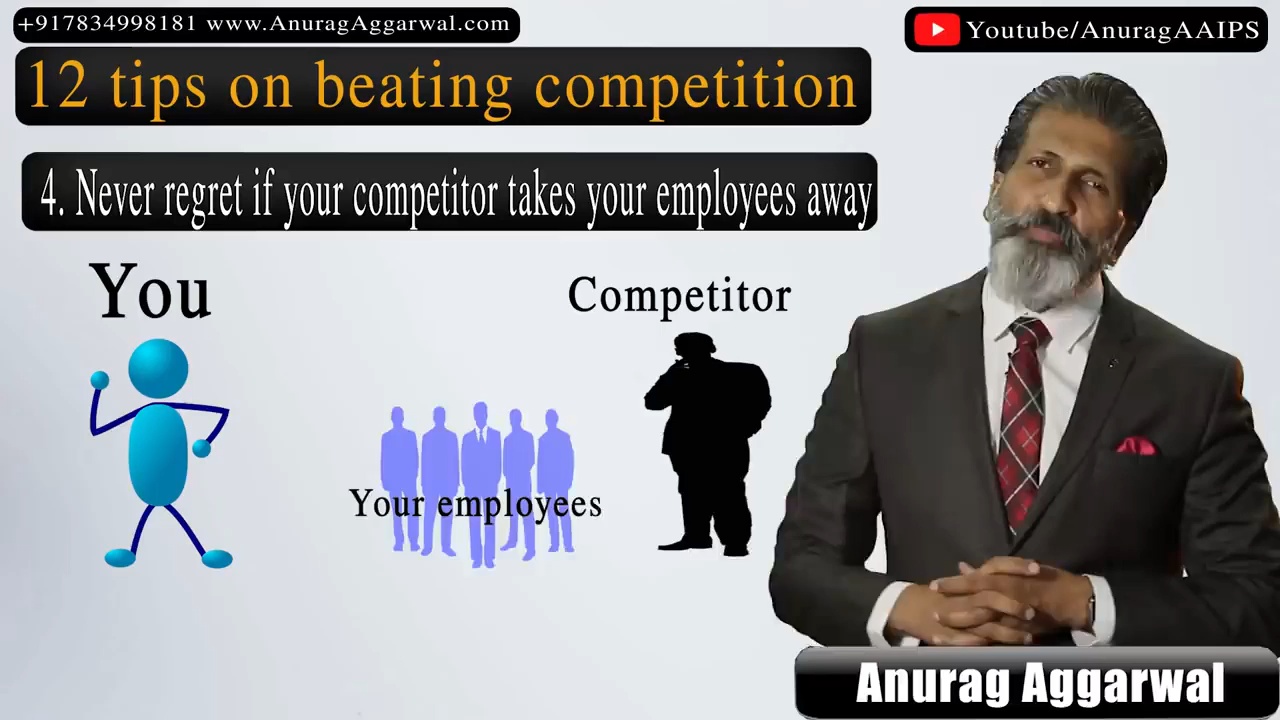 +917834998181 www.AnuragAggarwal.com
Youtube/AnuragAAIPS
12 tips on beating competition
4. Never regret if your competitor takes your employees away
You
Competitor
Your employees
Anurag Aggarwal